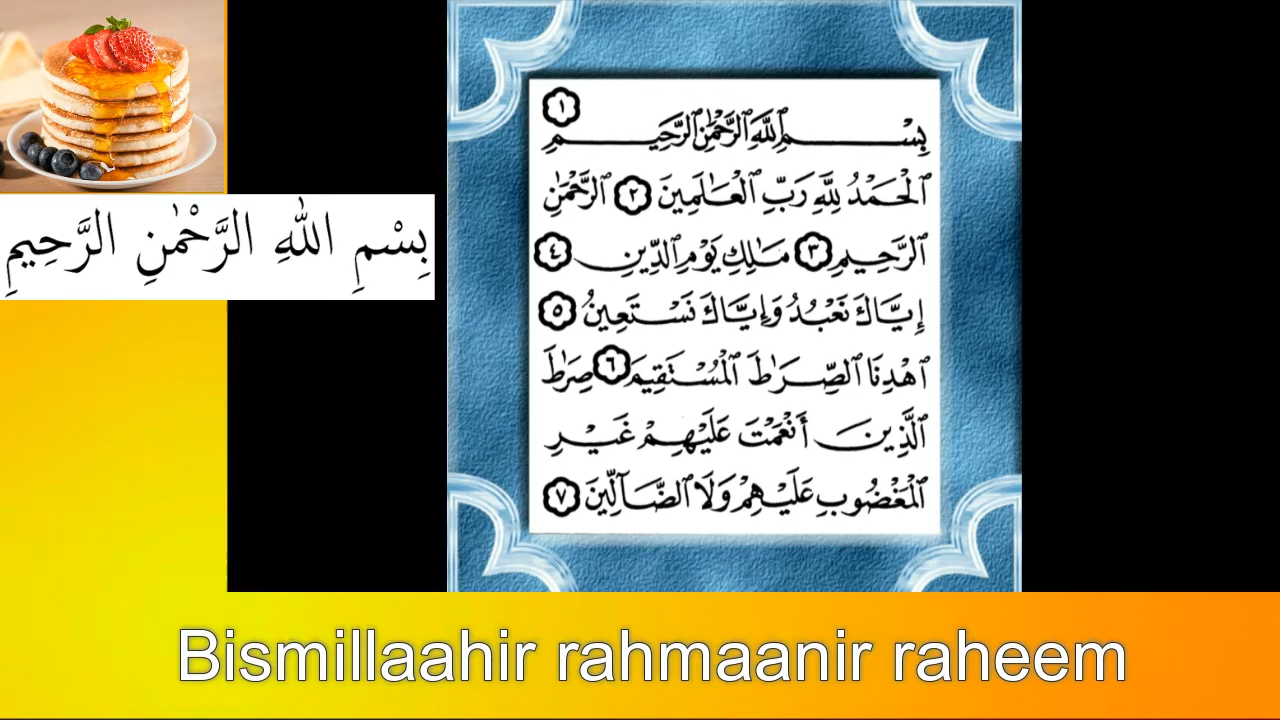 بِسْمِ اللهِ الرَّحْمٰنِ الرَّحِيمِ
بِسْمِ ٱللَّهِ ٱلرَّحْمَٰنِ ٱلرَّحِيمِ ١
ٱلْحَمْدُ لِلَّهِ رَبِّ ٱلْعَٰلَمِينَ ٢ ٱلرَّحْمَٰنِ
ٱلرَّحِيمِ ٣ مَٰلِكِ يَوْمِ ٱلدِّينِ ٤
إِيَّاكَ نَعْبُدُ وَإِيَّاكَ نَسْتَعِينُ ٥
ٱهْدِنَا ٱلصِّرَٰطَ ٱلْمُسْتَقِيمَ ٦ صِرَٰطَ
ٱلَّذِينَ أَنْعَمْتَ عَلَيْهِمْ غَيْرِ
ٱلْمَغْضُوبِ عَلَيْهِمْ وَلَا ٱلضَّآلِّينَ ٧
Bismillaahir rahmaanir raheem